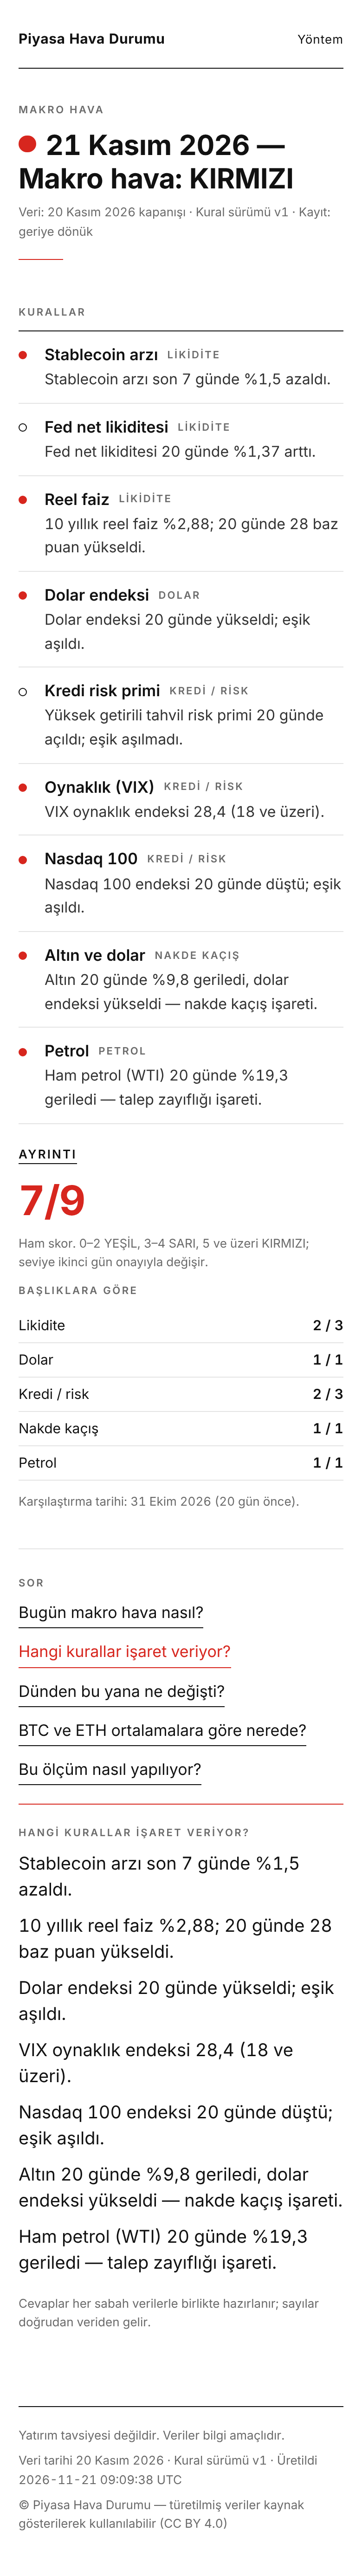 Piyasa Hava Durumu
Yöntem
MAKRO HAVA
21 Kasım 2026 —
Makro hava: KIRMIZI
Veri: 20 Kasım 2026 kapanışı · Kural sürümü v1 · Kayıt:
geriye dönük
KURALLAR
Stablecoin arzı LİKİDİTE
Stablecoin arzı son 7 günde %1,5 azaldı.
Fed net likiditesi LİKİDİTE
Fed net likiditesi 20 günde %1,37 arttı.
Reel faiz LİKİDİTE
10 yıllık reel faiz %2,88; 20 günde 28 baz
puan yükseldi.
Dolar endeksi DOLAR
Dolar endeksi 20 günde yükseldi; eşik
aşıldı.
Kredi risk primi KREDİ / RİSK
Yüksek getirili tahvil risk primi 20 günde
açıldı; eşik aşılmadı.
Oynaklık (VIX) KREDİ / RİSK
VIX oynaklık endeksi 28,4 (18 ve üzeri).
Nasdaq 100 KREDİ / RİSK
Nasdaq 100 endeksi 20 günde düştü; eşik
aşıldı.
Altın ve dolar NAKDE KAÇIŞ
Altın 20 günde %9,8 geriledi, dolar
endeksi yükseldi — nakde kaçış işareti.
Petrol PETROL
Ham petrol (WTI) 20 günde %19,3
geriledi — talep zayıflığı işareti.
AYRINTI
7/9
Ham skor. 0–2 YEŞİL, 3–4 SARI, 5 ve üzeri KIRMIZI;
seviye ikinci gün onayıyla değişir.
BAŞLIKLARA GÖRE
Likidite 2 / 3
Dolar 1 / 1
Kredi / risk 2 / 3
Nakde kaçış 1 / 1
Petrol 1 / 1
Karşılaştırma tarihi: 31 Ekim 2026 (20 gün önce).
SOR
Bugün makro hava nasıl?
Hangi kurallar işaret veriyor?
Dünden bu yana ne değişti?
BTC ve ETH ortalamalara göre nerede?
Bu ölçüm nasıl yapılıyor?
HANGİ KURALLAR İŞARET VERİYOR?
Stablecoin arzı son 7 günde %1,5
azaldı.
10 yıllık reel faiz %2,88; 20 günde 28
baz puan yükseldi.
Dolar endeksi 20 günde yükseldi; eşik
aşıldı.
VIX oynaklık endeksi 28,4 (18 ve
üzeri).
Nasdaq 100 endeksi 20 günde düştü;
eşik aşıldı.
Altın 20 günde %9,8 geriledi, dolar
endeksi yükseldi — nakde kaçış işareti.
Ham petrol (WTI) 20 günde %19,3
geriledi — talep zayıflığı işareti.
Cevaplar her sabah verilerle birlikte hazırlanır; sayılar
doğrudan veriden gelir.
Yatırım tavsiyesi değildir. Veriler bilgi amaçlıdır.
Veri tarihi 20 Kasım 2026 · Kural sürümü v1 · Üretildi
2026-11-21 09:09:38 UTC
© Piyasa Hava Durumu — türetilmiş veriler kaynak
gösterilerek kullanılabilir (CC BY 4.0)